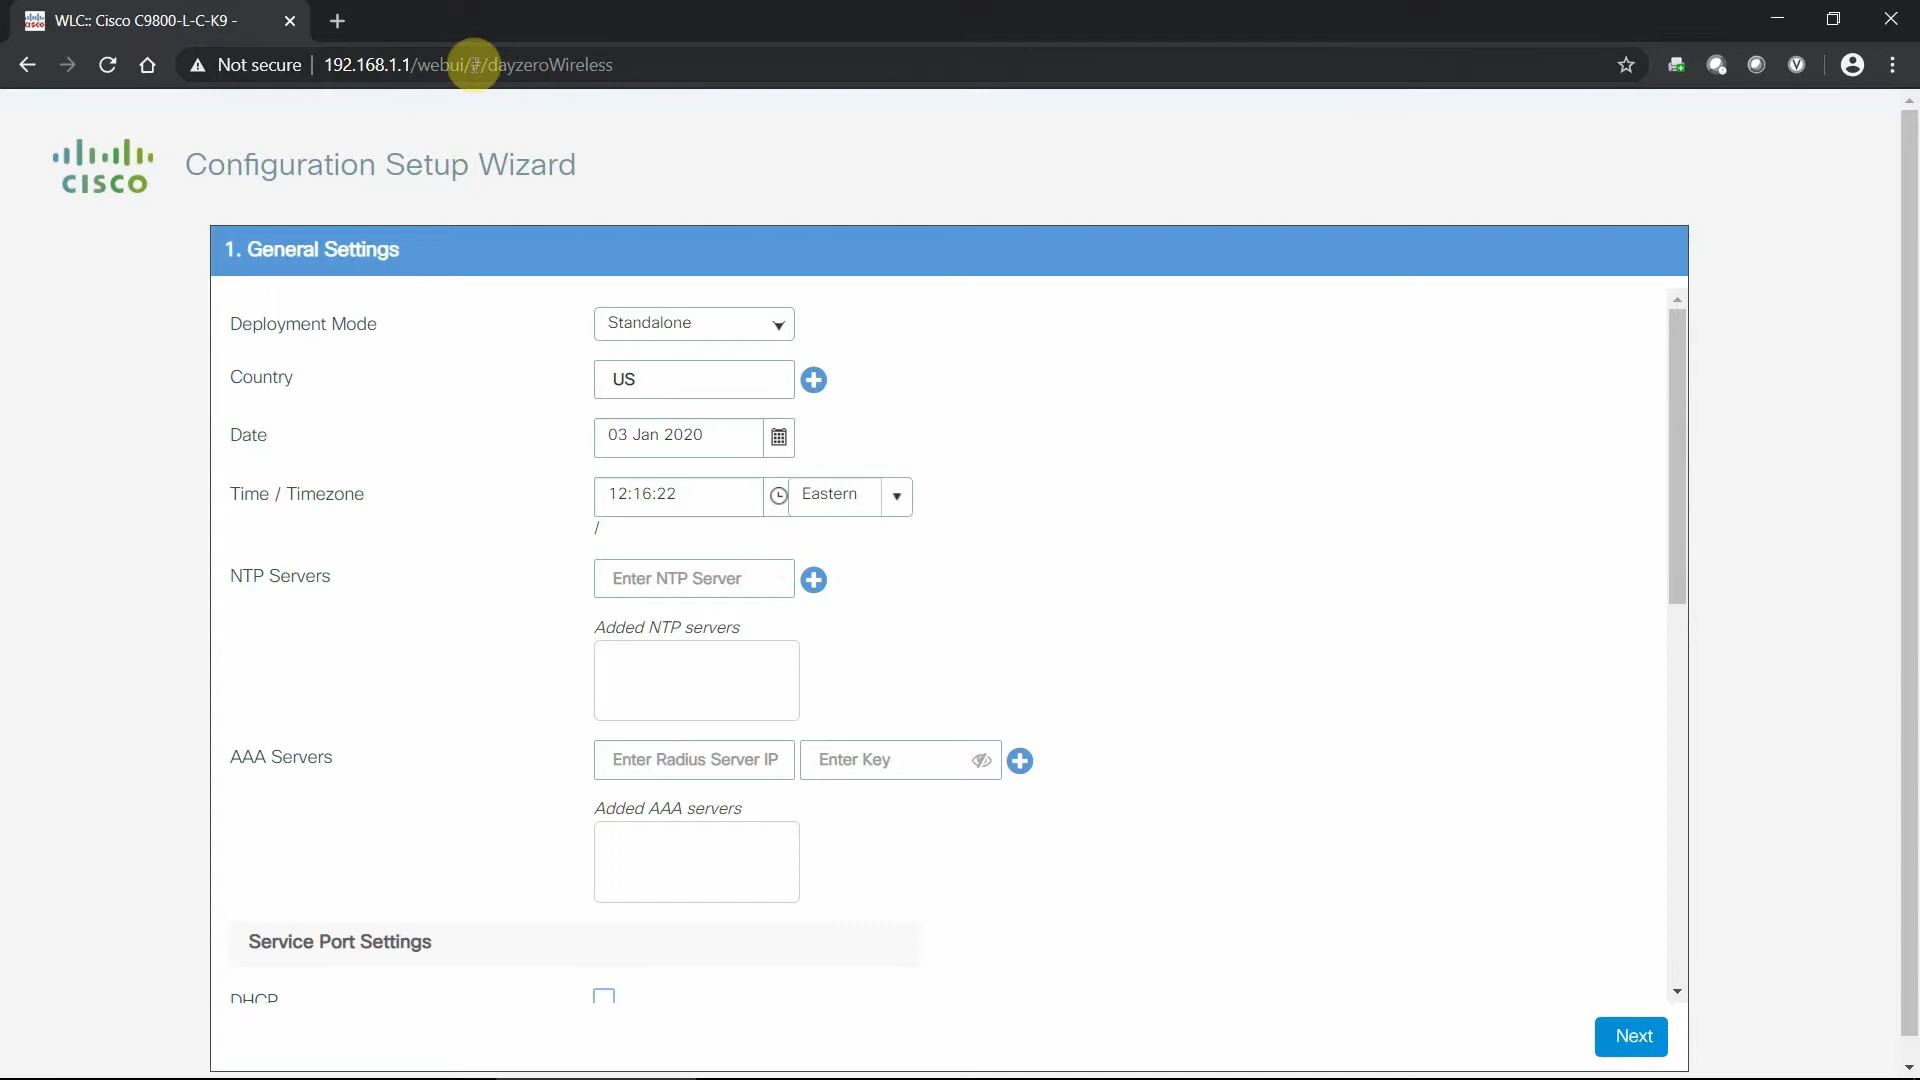 WLC:: Cisco C9800-L-C-K9 -
Not secure | 192.168.1.1/webui/#/dayzeroWireless
CISCO
Configuration Setup Wizard
1. General Settings
Deployment Mode
Standalone
Country
US
Date
03 Jan 2020
Time / Timezone
12:16:22
Eastern
/
NTP Servers
Enter NTP Server
Added NTP servers
AAA Servers
Enter Radius Server IP
Enter Key
Added AAA servers
Service Port Settings
DHCP
Next